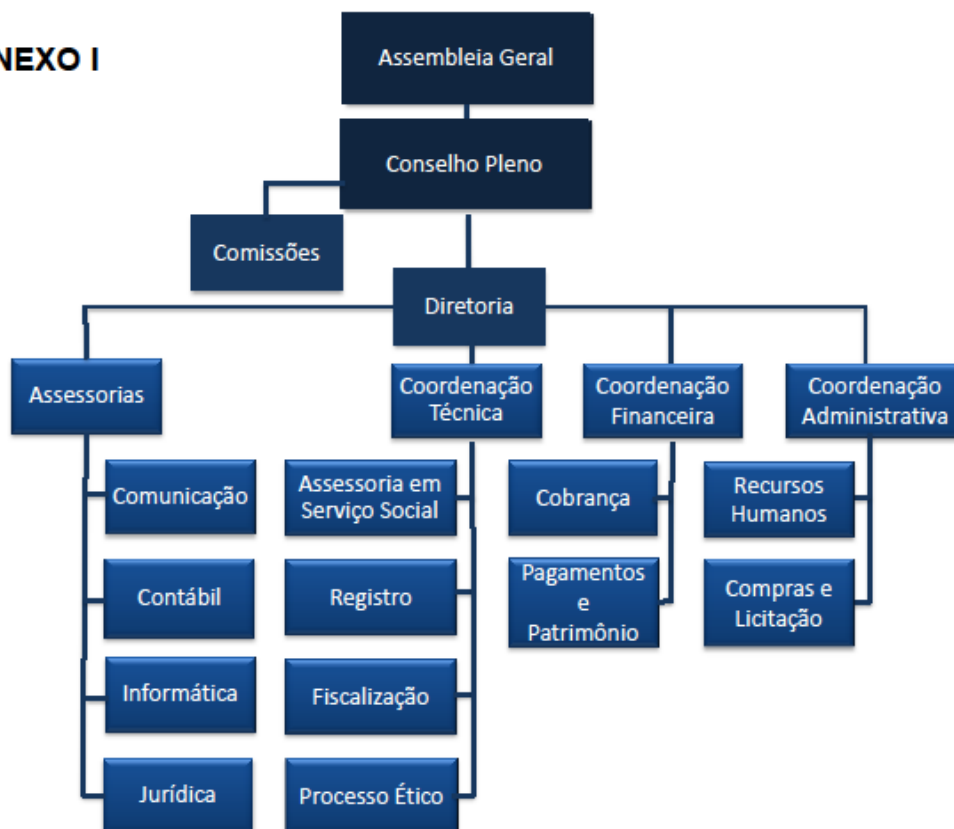 NEXO I
Assembleia Geral
Conselho Pleno
Comissões
Diretoria
Assessorias
Coordenação
Técnica
Coordenação
Financeira
Coordenação
Administrativa
Comunicação
Contábil
Informática
Jurídica
Assessoria em
Serviço Social
Registro
Fiscalização
Processo Ético
Cobrança
Pagamentos
e
Patrimônio
Recursos
Humanos
Compras e
Licitação